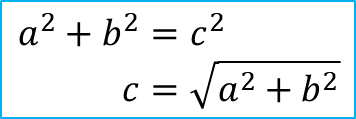 a² + b² = c²
c = √(a² + b²)